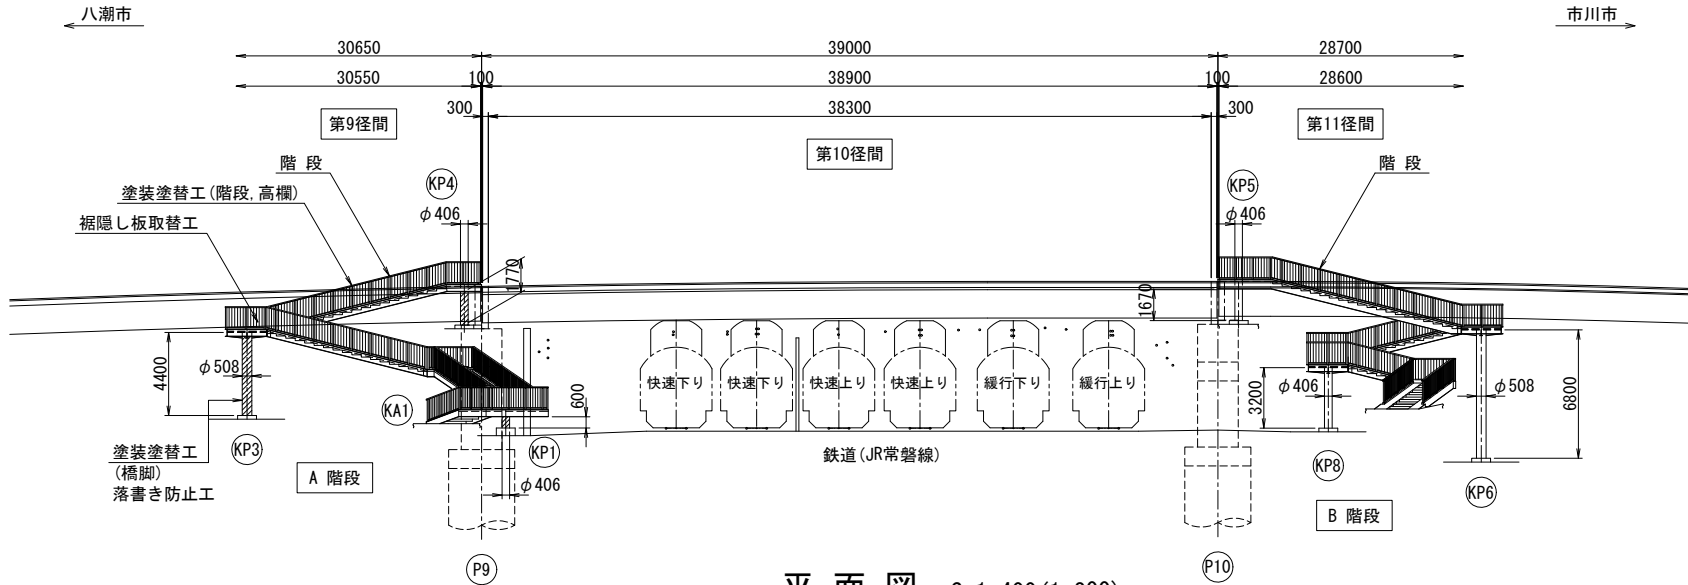 八潮市
市川市
30650
39000
28700
30550
100
38900
100
28600
300
38300
300
第9径間
第10径間
第11径間
階 段
階 段
KP4
KP5
塗装塗替工(階段,高欄)
φ406
φ406
裾隠し板取替工
1770
1670
4400
φ508
快速下り
快速下り
快速上り
快速上り
緩行下り
緩行上り
φ406
3200
φ508
6800
600
KA1
KP3
KP1
鉄道(JR常磐線)
KP8
塗装塗替工
(橋脚)
落書き防止工
A 階段
φ406
KP6
B 階段
P9
P10